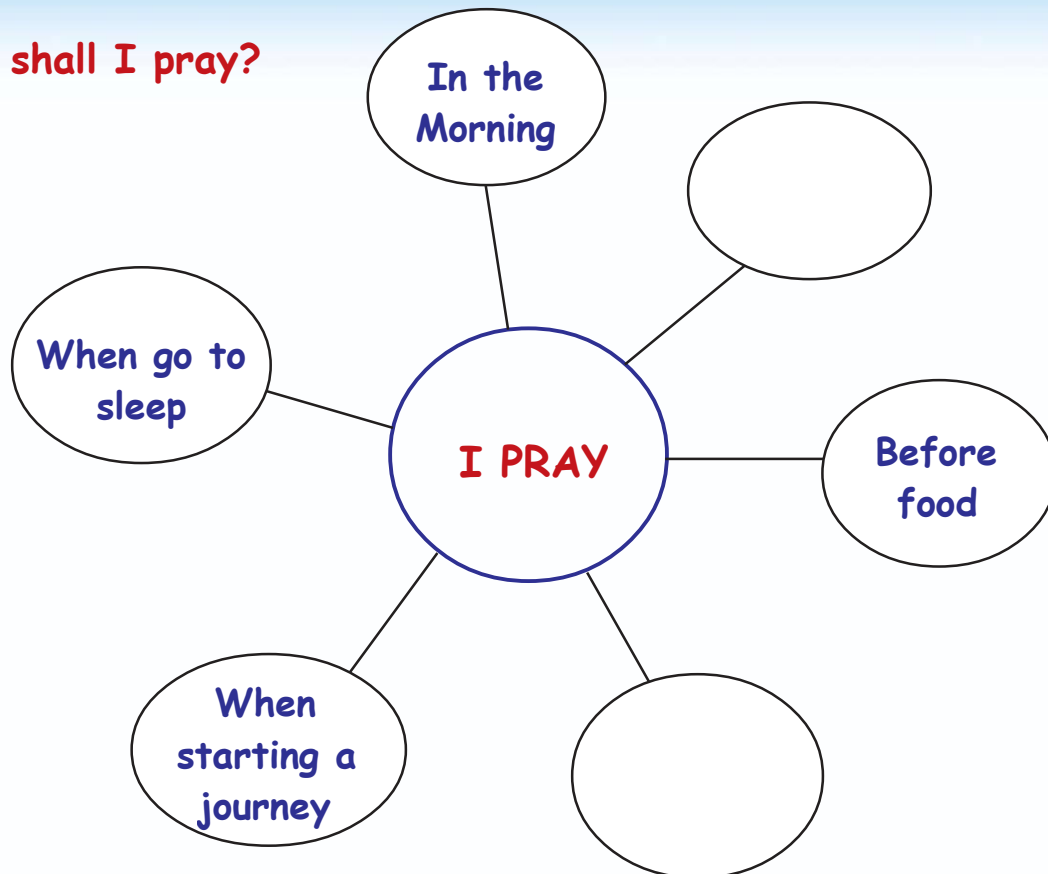 shall I pray?
In the
Morning
When go to
sleep
I PRAY
Before
food
When
starting a
journey